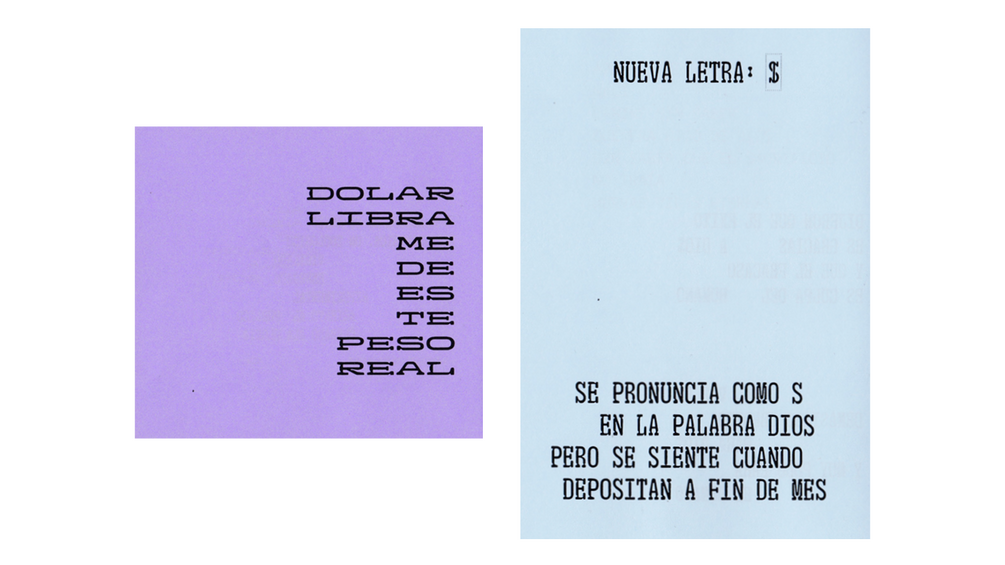 DOLAR
LIBRA
ME
DE
ES
TE
PESO
REAL
NUEVA LETRA: $
SE PRONUNCIA COMO S
EN LA PALABRA DIOS
PERO SE SIENTE CUANDO
DEPOSITAN A FIN DE MES